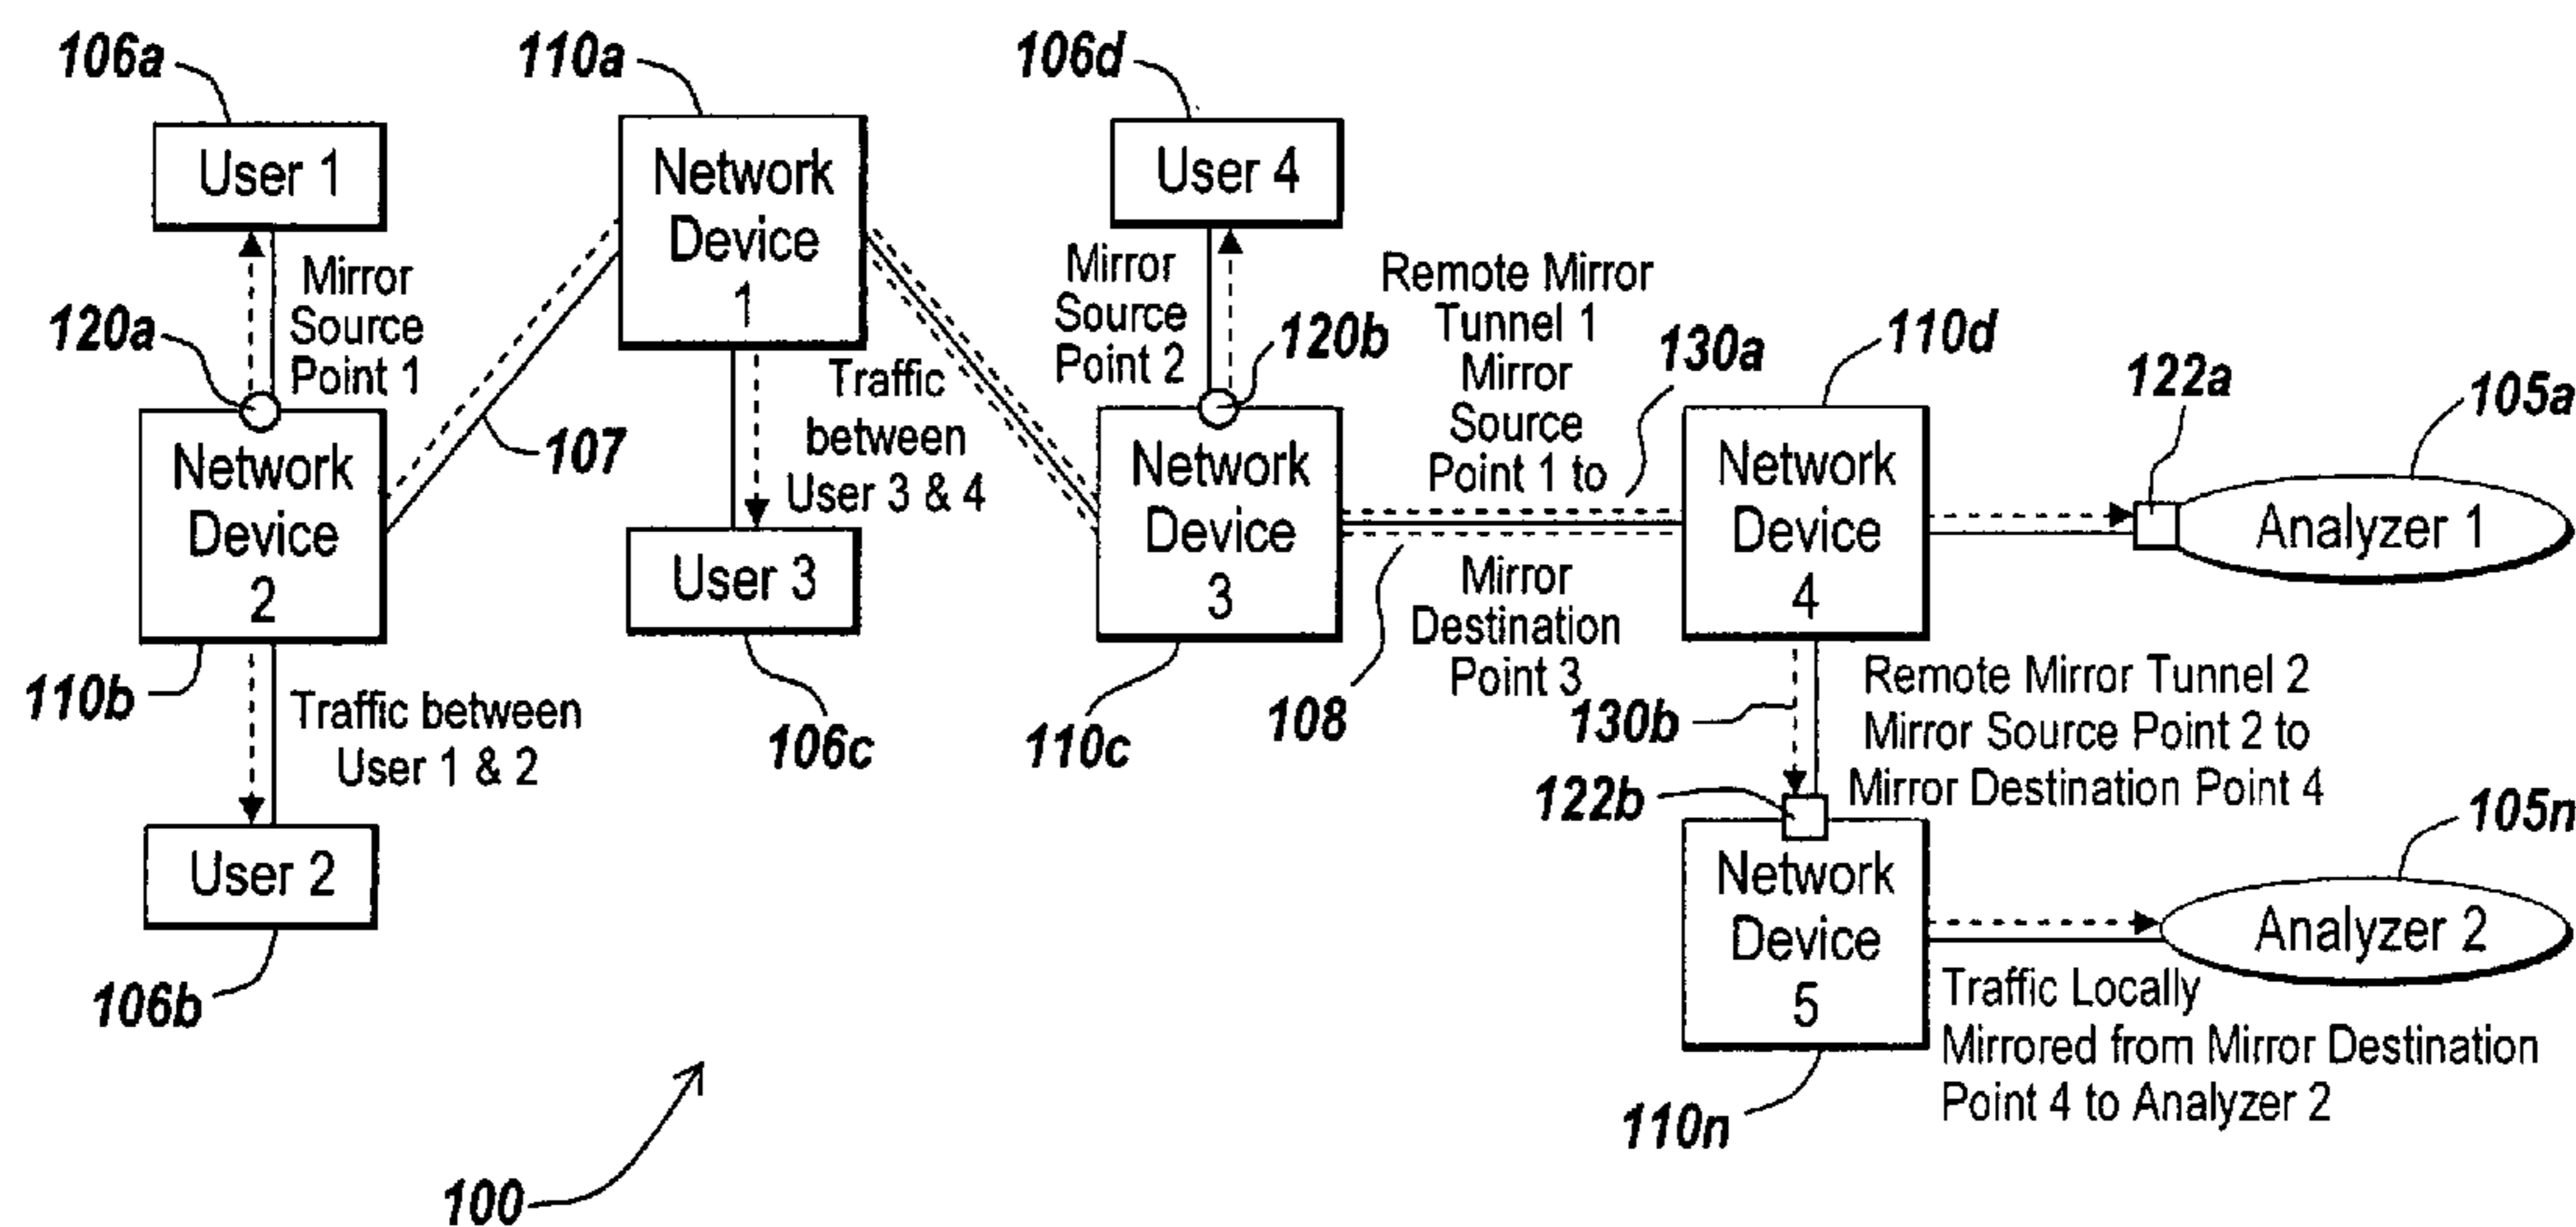 106a
110a
106d
User 1
Network
Device
1
User 4
Mirror
Source
Point 1
120a
Mirror
Source
Point 2
120b
Remote Mirror
Tunnel 1
Mirror
Source
Point 1 to
130a
110d
122a
105a
107
Traffic
between
User 3 & 4
Network
Device
2
User 3
Network
Device
3
Mirror
Destination
Point 3
Network
Device
4
Analyzer 1
110b
Traffic between
User 1 & 2
106c
110c
108
130b
Remote Mirror Tunnel 2
Mirror Source Point 2 to
Mirror Destination Point 4
122b
105n
User 2
Network
Device
5
Analyzer 2
106b
Traffic Locally
Mirrored from Mirror Destination
Point 4 to Analyzer 2
110n
100